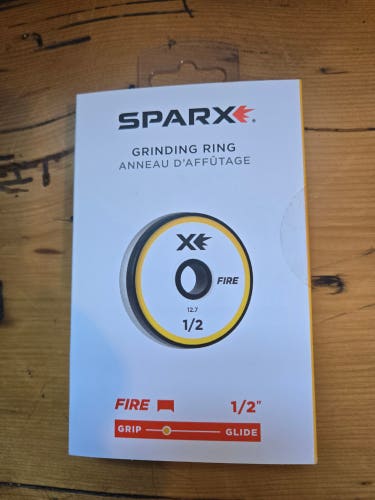 SPARX®
GRINDING RING
ANNEAU D'AFFÛTAGE
X
FIRE
12.7
1/2
FIRE 1/2"
GRIP GLIDE